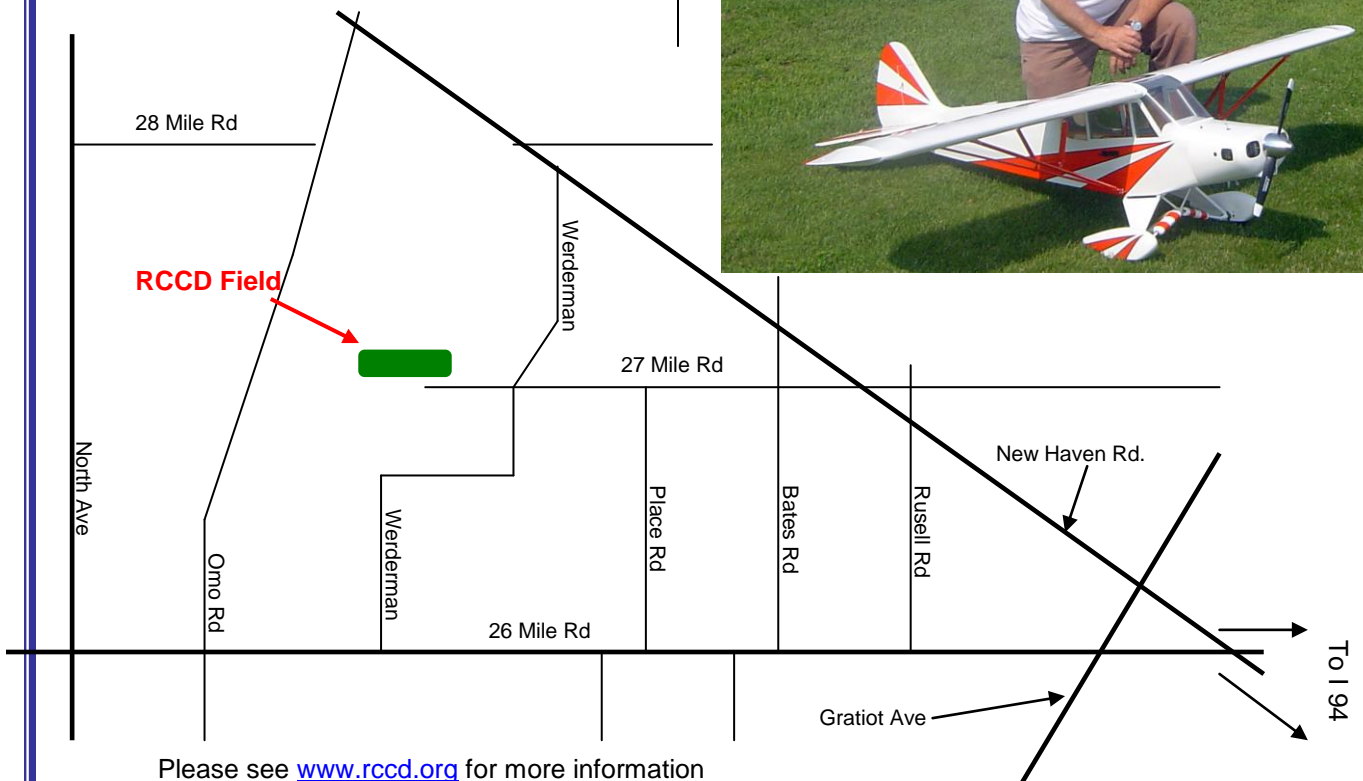 28 Mile Rd
Werderman
RCCD Field
27 Mile Rd
North Ave
New Haven Rd.
Place Rd
Bates Rd
Rusell Rd
Werderman
Omo Rd
26 Mile Rd
To I 94
Gratiot Ave
Please see www.rccd.org for more information